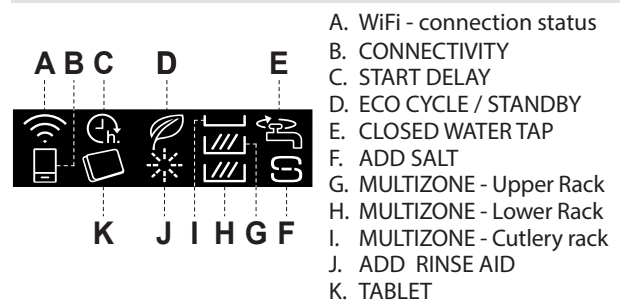 A B C D E
h.
K J I H G F
A. WiFi - connection status
B. CONNECTIVITY
C. START DELAY
D. ECO CYCLE / STANDBY
E. CLOSED WATER TAP
F. ADD SALT
G. MULTIZONE - Upper Rack
H. MULTIZONE - Lower Rack
I. MULTIZONE - Cutlery rack
J. ADD RINSE AID
K. TABLET